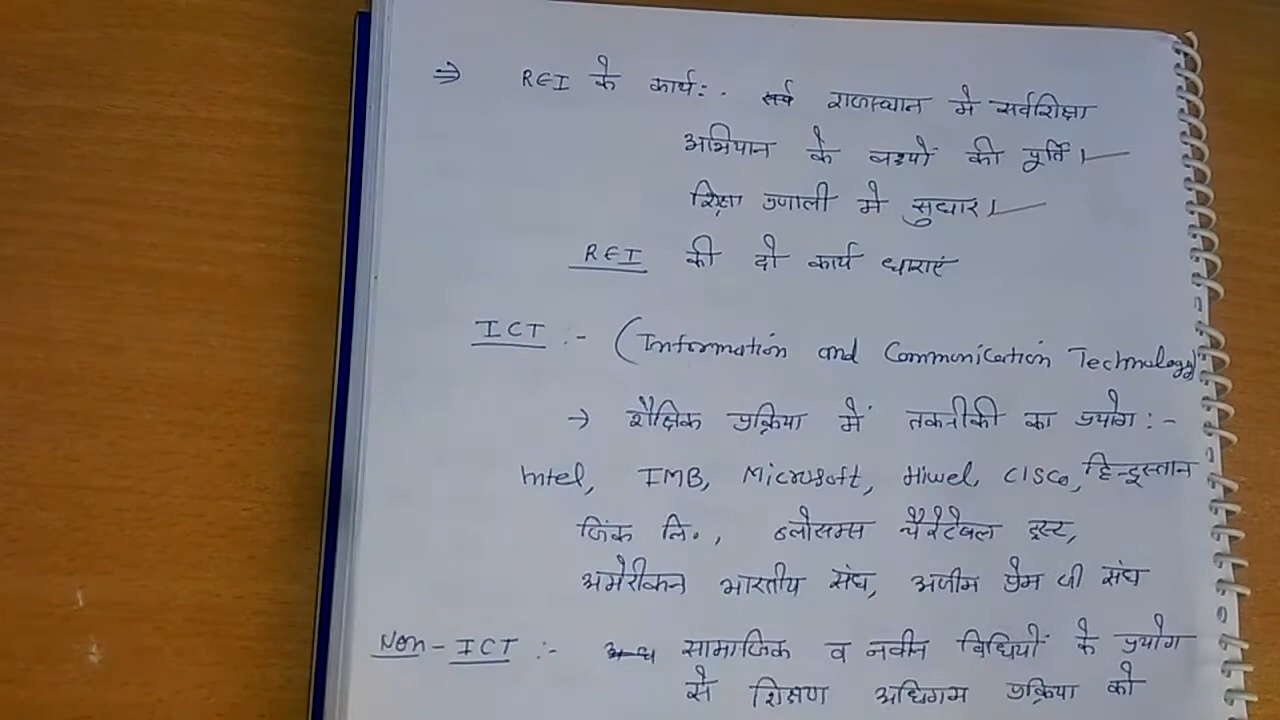 ⇒ REI के कार्य:- राजस्थान मे सर्वशिक्षा
अभियान के लक्ष्यों की पूर्ति।
शिक्षा प्रणाली मे सुधार।
REI की दो कार्य धाराएं
ICT :- (Information and Communication Technology)
→ शैक्षिक प्रक्रिया में तकनीकी का प्रयोग :-
Intel, IMB, Microsoft, Hiwel, CISCO, हिन्दुस्तान
जिंक लि॰, ब्लोसम्स चैरेटेबल ट्रस्ट,
अमेरीकन भारतीय संघ, अजीम प्रेम जी संघ
Non-ICT :- सामाजिक व नवीन विधियों के प्रयोग
से शिक्षण अधिगम प्रक्रिया को